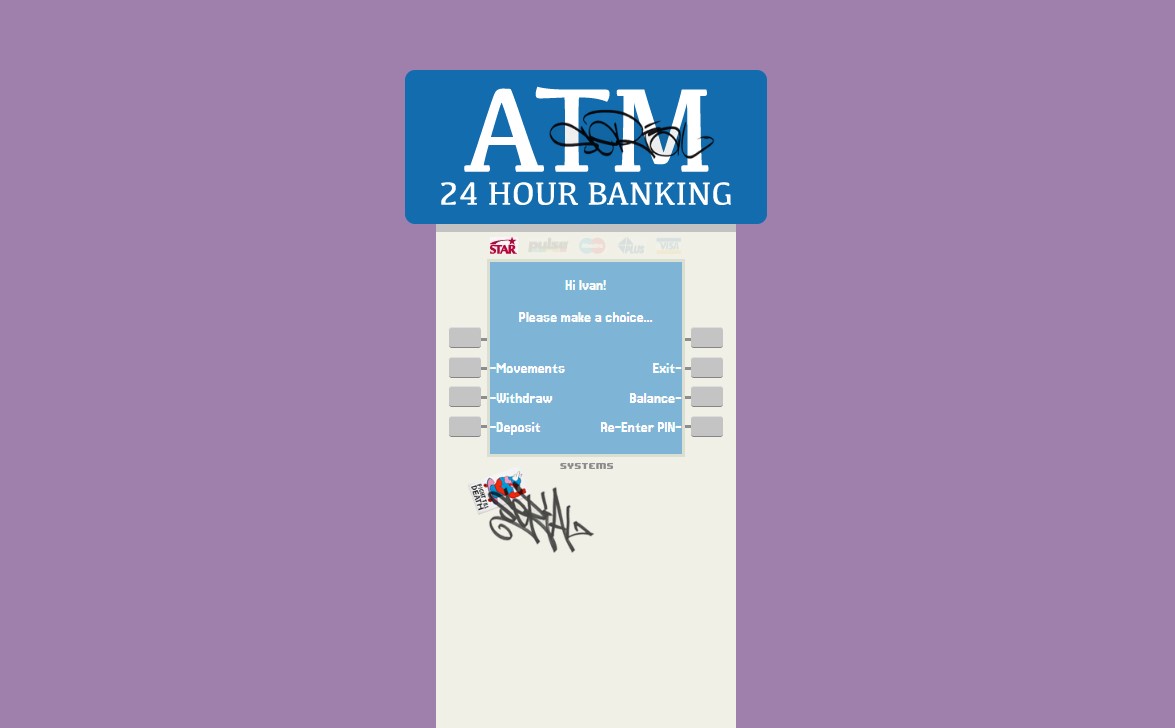 ATM
24 HOUR BANKING
STAR pulse PLUS VISA
Hi Ivan!
Please make a choice...
-Movements Exit-
-Withdraw Balance-
-Deposit Re-Enter PIN-
SYSTEMS
DEATH